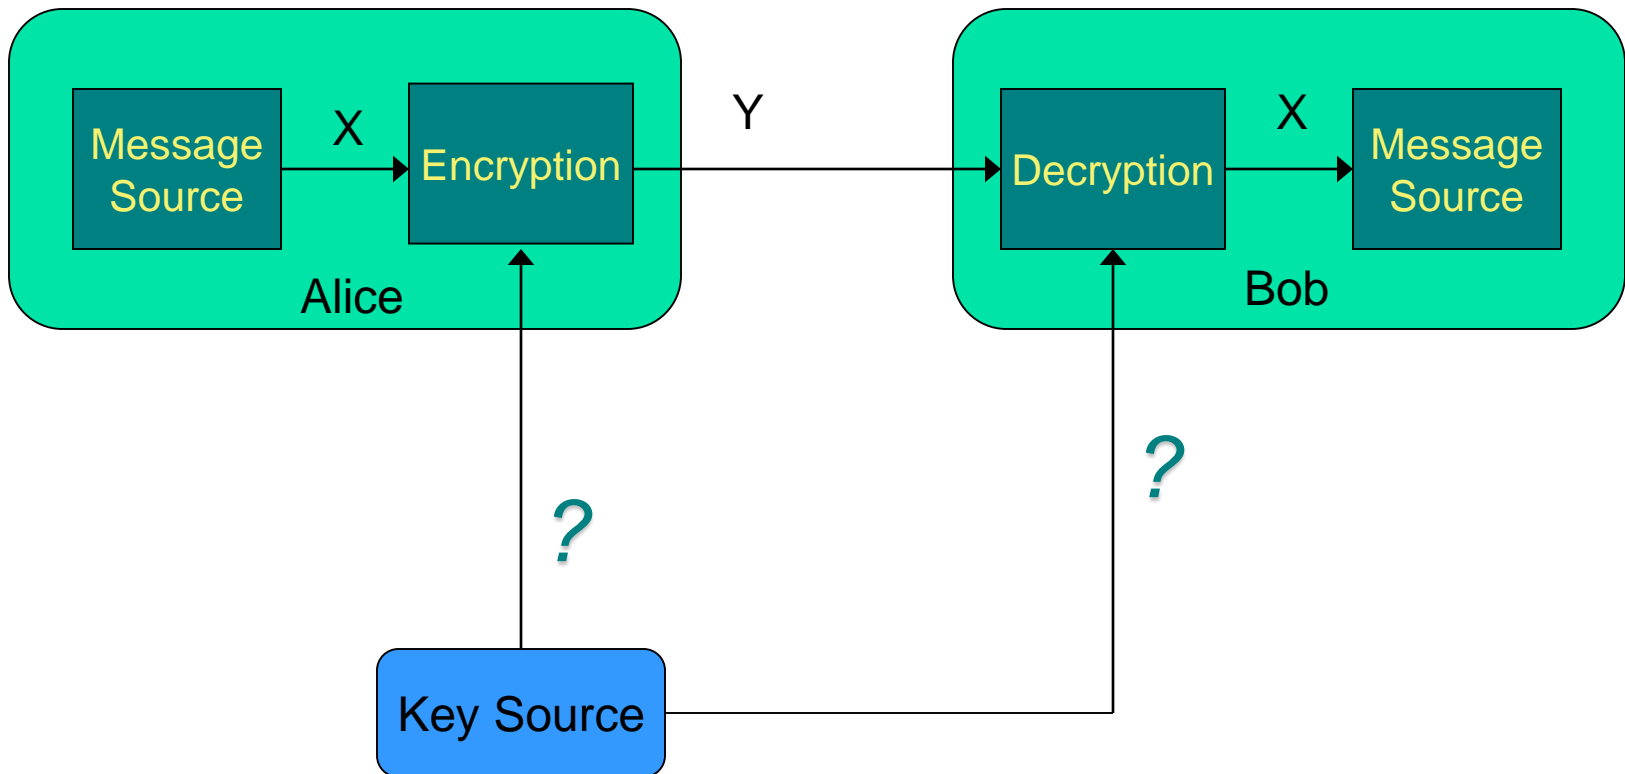 Message
Source
X
Encryption
Alice
Y
Decryption
X
Message
Source
Bob
?
?
Key Source